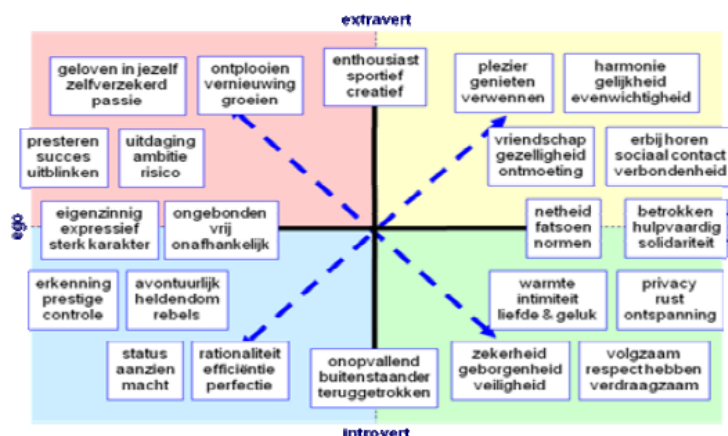 extravert
geloven in jezelf
zelfverzekerd
passie
ontplooien
vernieuwing
groeien
enthousiast
sportief
creatief
plezier
genieten
verwennen
harmonie
gelijkheid
evenwichtigheid
presteren
succes
uitblinken
uitdaging
ambitie
risico
vriendschap
gezelligheid
ontmoeting
erbij horen
sociaal contact
verbondenheid
ego
eigenzinnig
expressief
sterk karakter
ongebonden
vrij
onafhankelijk
netheid
fatsoen
normen
betrokken
hulpvaardig
solidariteit
erkenning
prestige
controle
avontuurlijk
heldendom
rebels
warmte
intimiteit
liefde & geluk
privacy
rust
ontspanning
status
aanzien
macht
rationaliteit
efficiëntie
perfectie
onopvallend
buitenstaander
teruggetrokken
zekerheid
geborgenheid
veiligheid
volgzaam
respect hebben
verdraagzaam
introvert